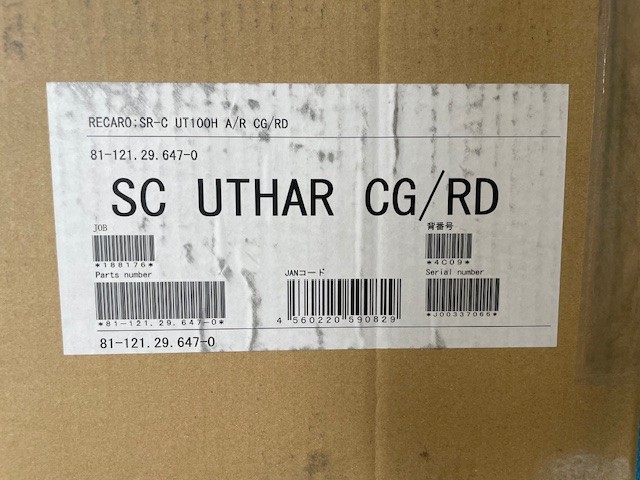 RECARO:SR-C UT100H A/R CG/RD
81-121.29.647-0
SC UTHAR CG/RD
JOB
*188176*
背番号
*4C09*
Parts number
*81-121.29.647-0*
JANコード
4 560220 590829
Serial number
*J00337066*
81-121.29.647-0